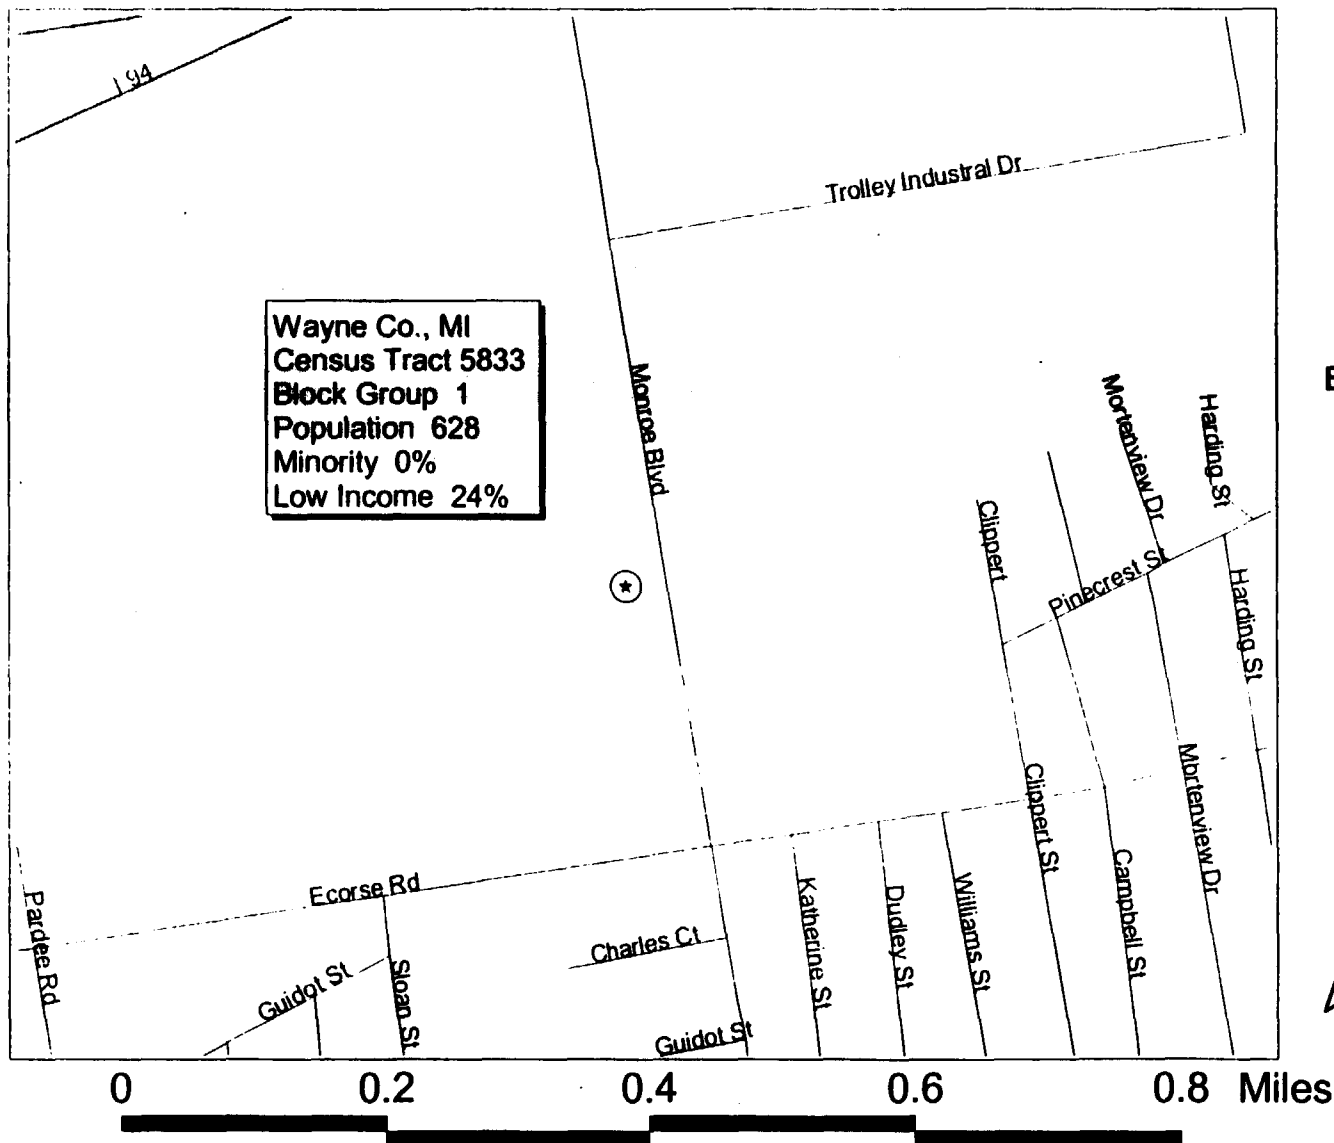 I 94
Trolley Industral Dr
Wayne Co., MI
Census Tract 5833
Block Group 1
Population 628
Minority 0%
Low Income 24%
Monroe Blvd
Mortenview Dr
Harding St
Clippert
Pinecrest St
Harding St
Mortenview Dr
Clippert St
Campbell St
Williams St
Dudley St
Katherine St
Ecorse Rd
Pardee Rd
Charles Ct
Guidot St
Sloan St
Guidot St
0 0.2 0.4 0.6 0.8 Miles